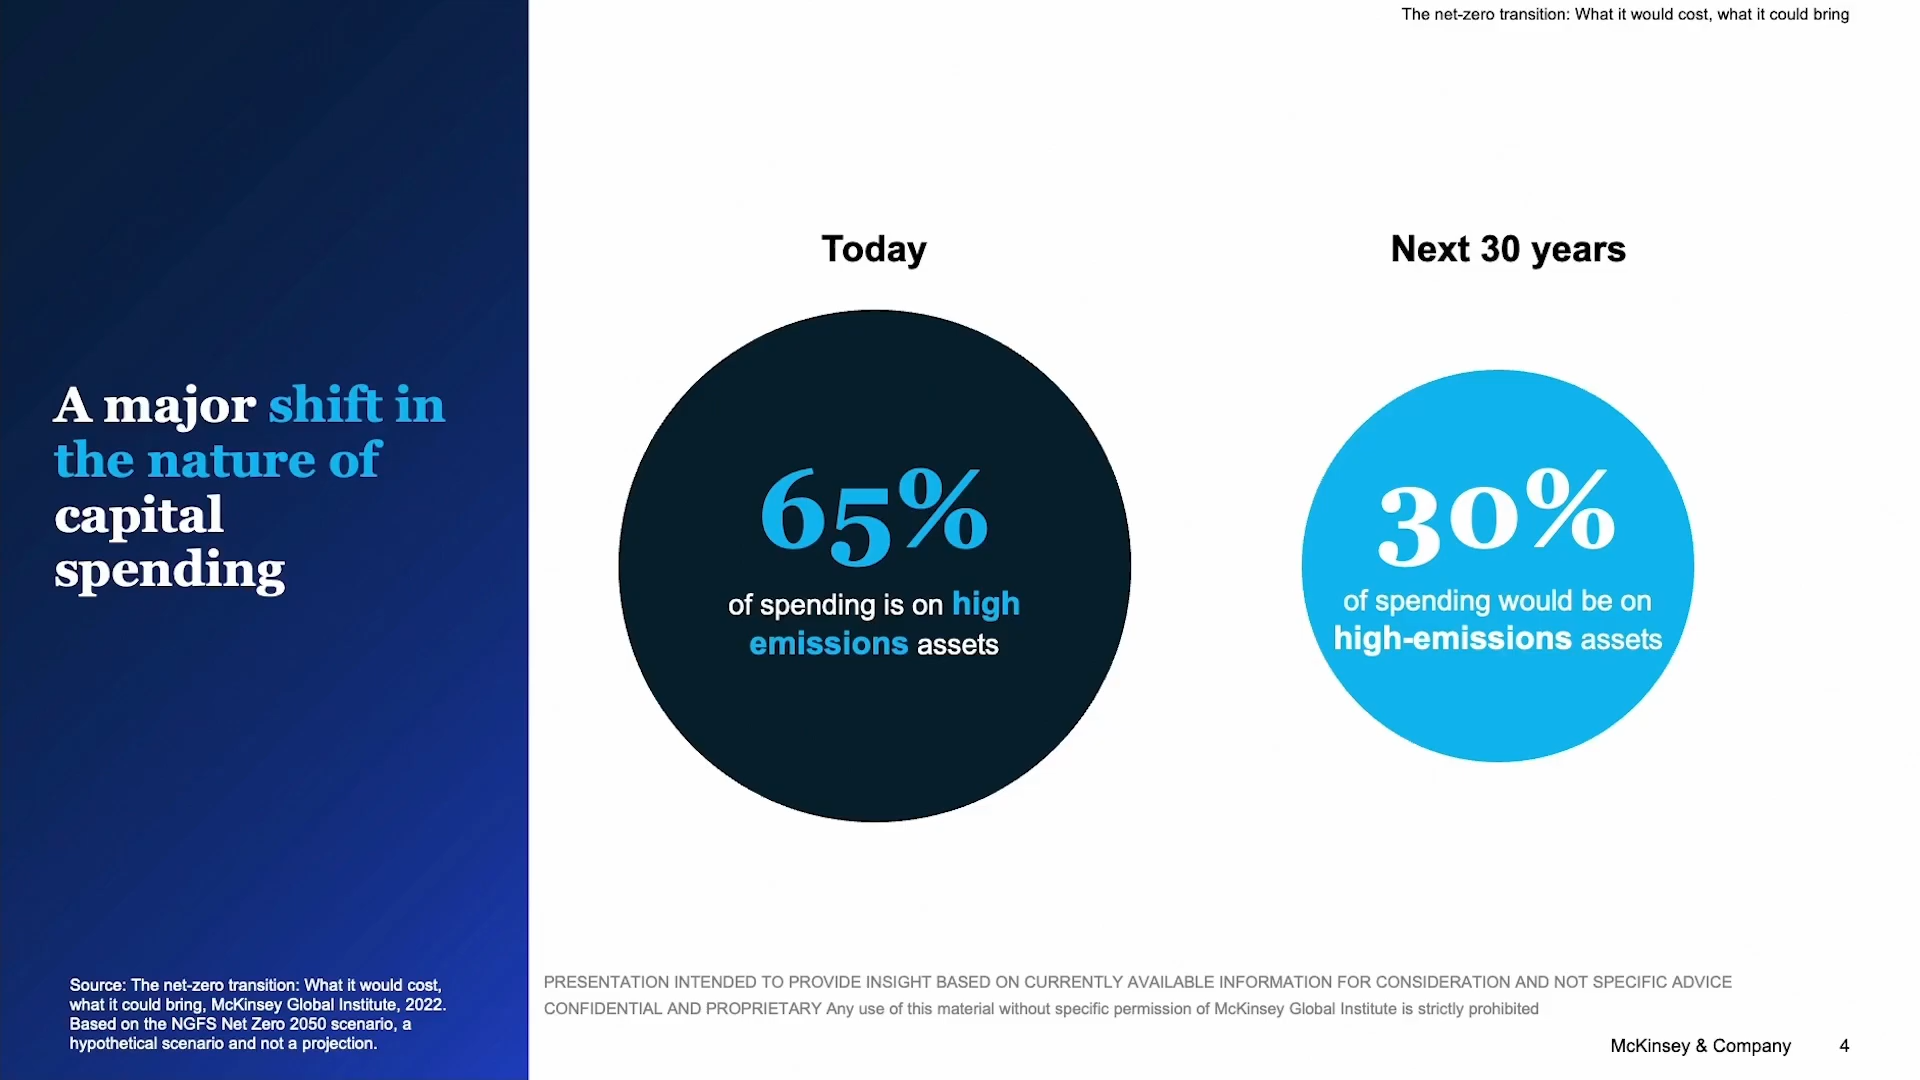 The net-zero transition: What it would cost, what it could bring
A major shift in
the nature of
capital
spending
Today
65%
of spending is on high
emissions assets
Next 30 years
30%
of spending would be on
high-emissions assets
Source: The net-zero transition: What it would cost,
what it could bring, McKinsey Global Institute, 2022.
Based on the NGFS Net Zero 2050 scenario, a
hypothetical scenario and not a projection.
PRESENTATION INTENDED TO PROVIDE INSIGHT BASED ON CURRENTLY AVAILABLE INFORMATION FOR CONSIDERATION AND NOT SPECIFIC ADVICE
CONFIDENTIAL AND PROPRIETARY Any use of this material without specific permission of McKinsey Global Institute is strictly prohibited
McKinsey & Company 4